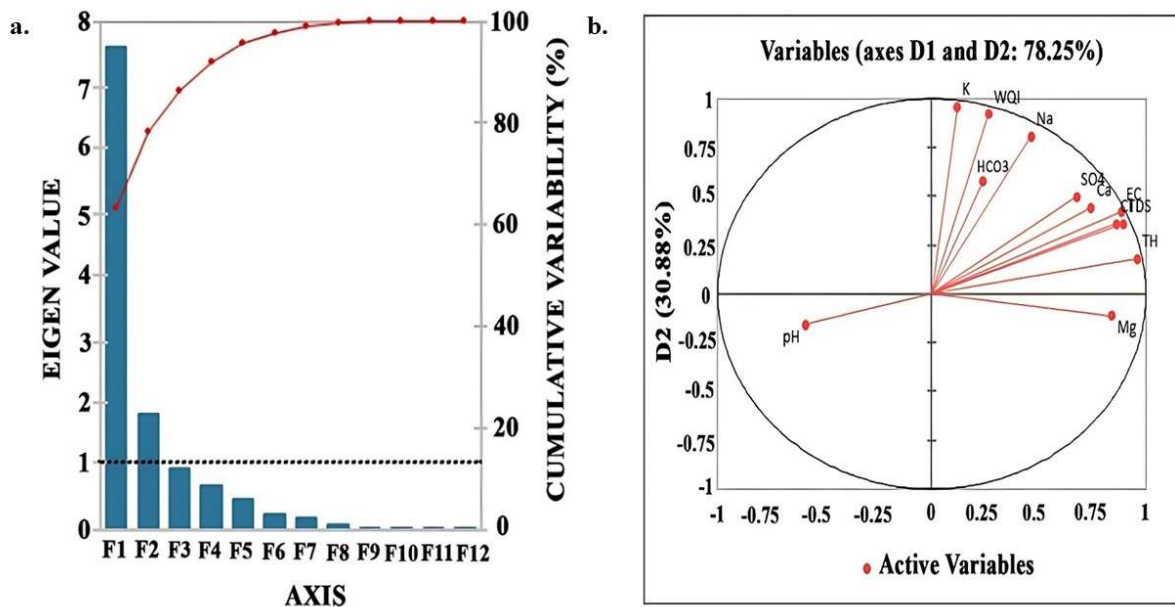 a.
EIGEN VALUE
8
7
6
5
4
3
2
1
0
100
80
60
40
20
0
CUMULATIVE VARIABILITY (%)
F1 F2 F3 F4 F5 F6 F7 F8 F9 F10 F11 F12
AXIS
b.
Variables (axes D1 and D2: 78.25%)
D2 (30.88%)
1
0.75
0.5
0.25
0
-0.25
-0.5
-0.75
-1
K
WQI
Na
HCO3
SO4
Ca
EC
TDS
TH
Mg
pH
-1 -0.75 -0.5 -0.25 0 0.25 0.5 0.75 1
Active Variables